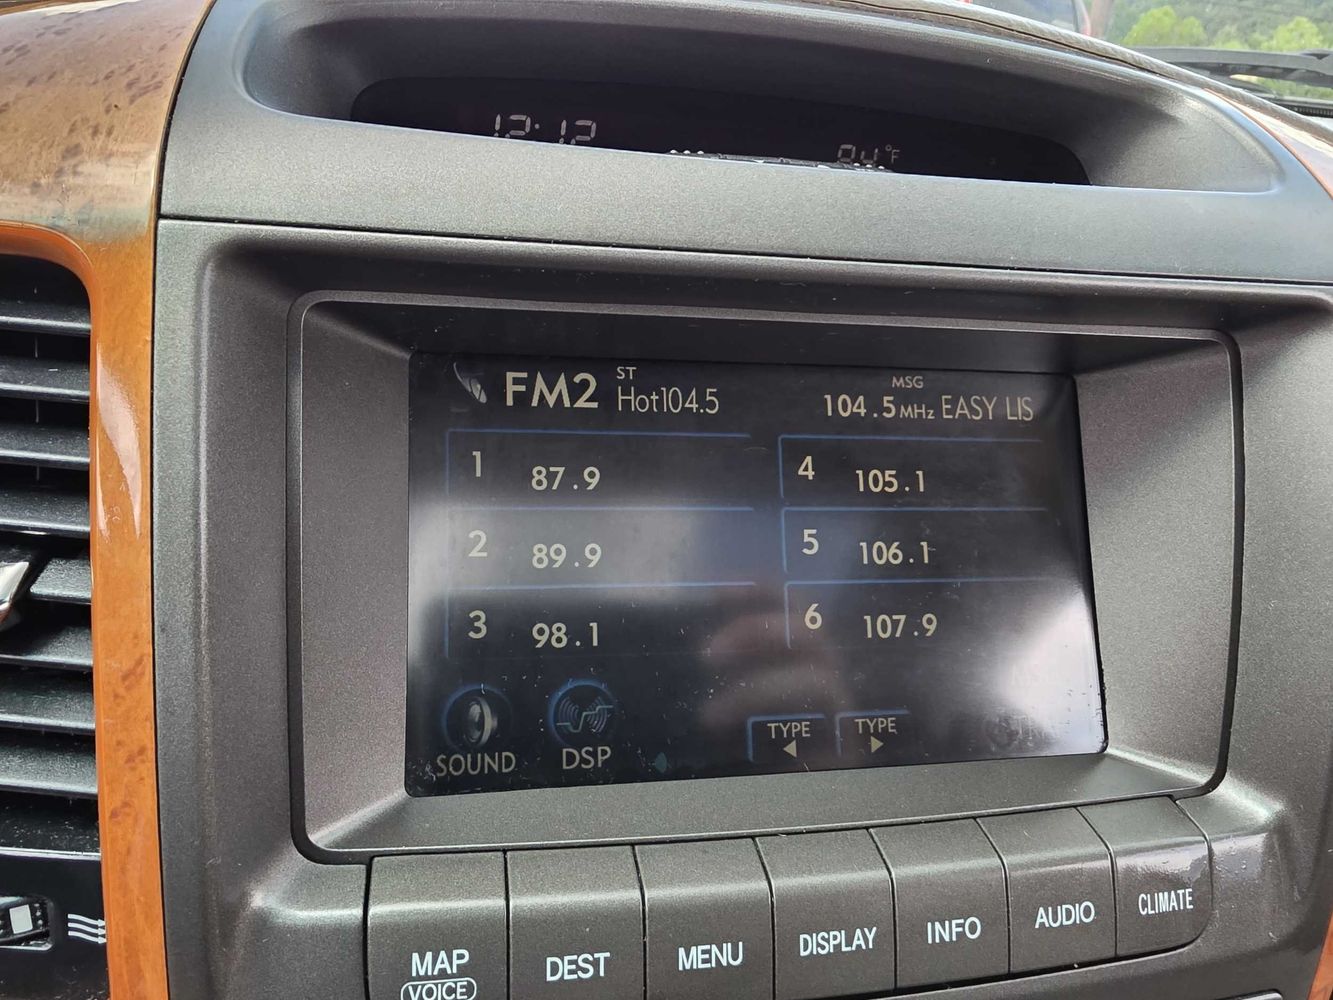 12:12 84°F
FM2 ST Hot104.5 MSG 104.5MHz EASY LIS
1 87.9 4 105.1
2 89.9 5 106.1
3 98.1 6 107.9
SOUND DSP TYPE TYPE
MAP DEST MENU DISPLAY INFO AUDIO CLIMATE
VOICE